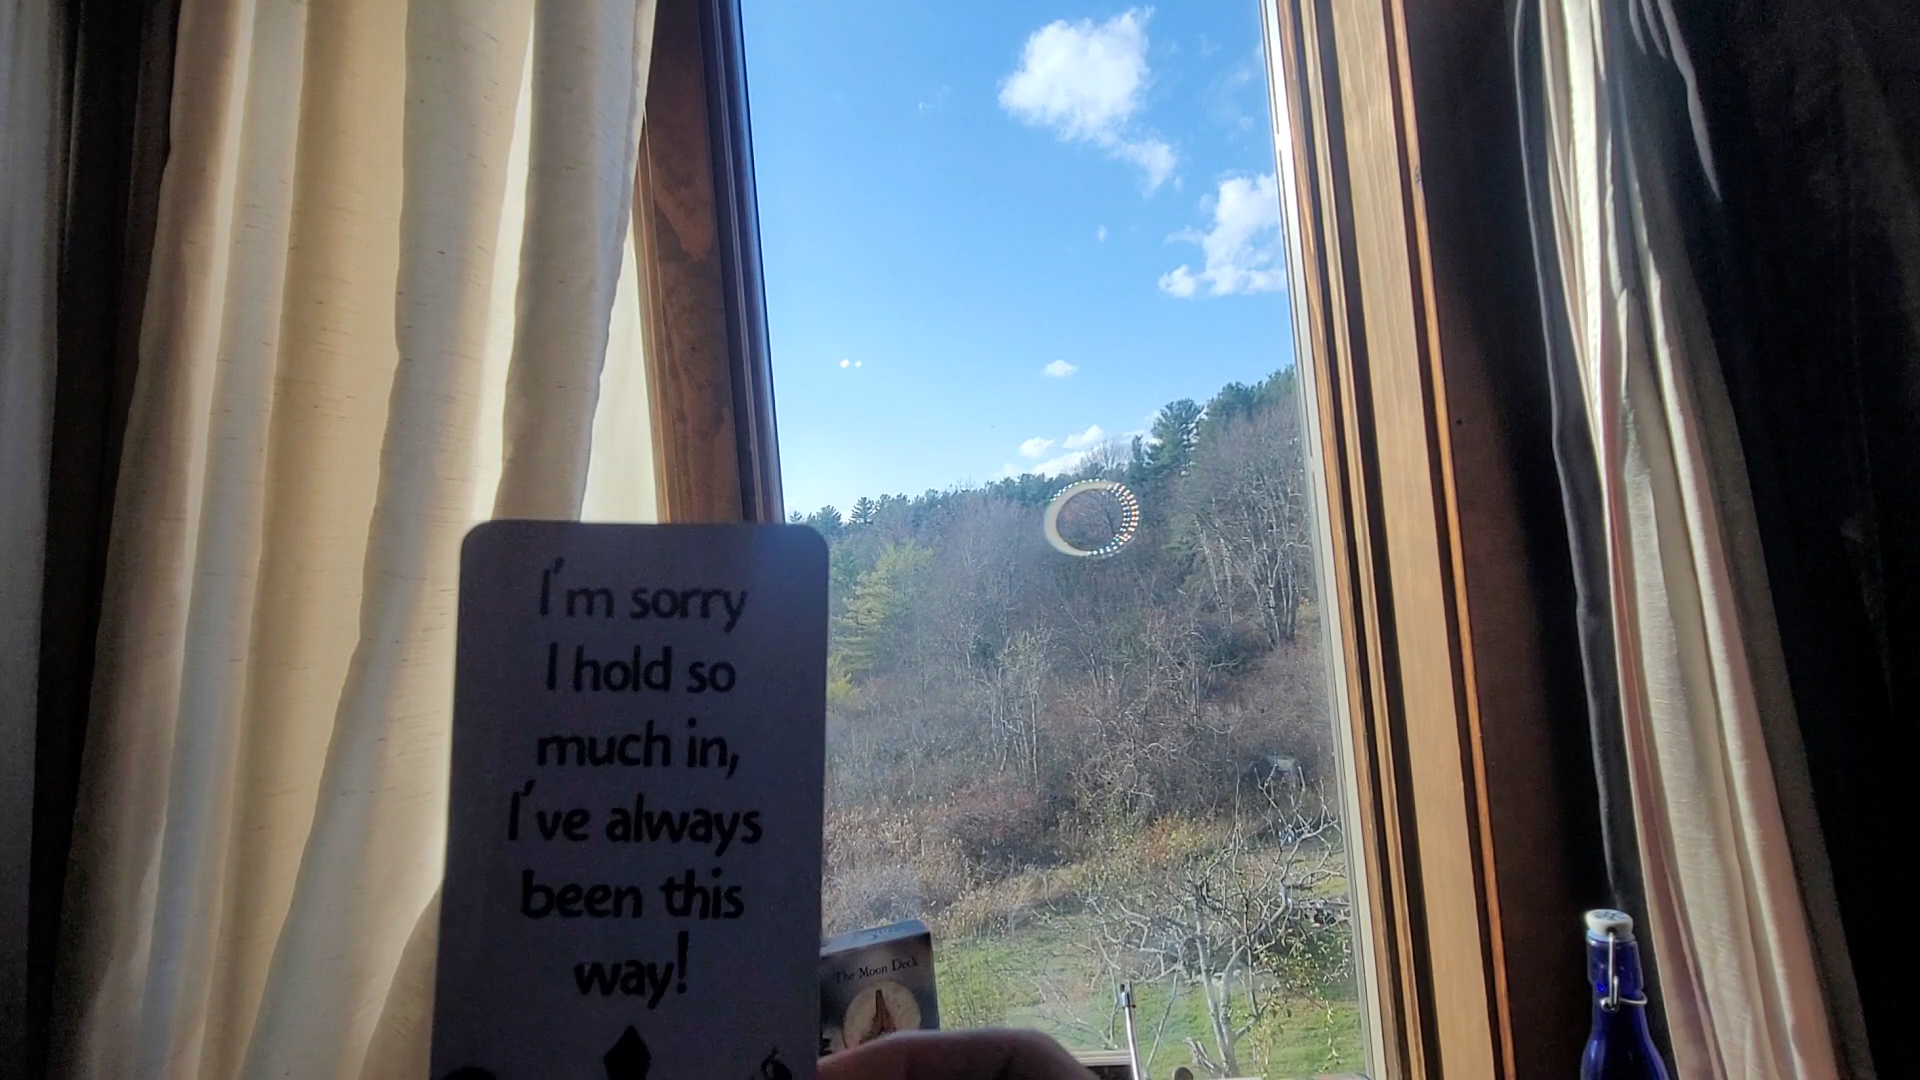 I'm sorry
I hold so
much in,
I've always
been this
way!
The Moon Deck